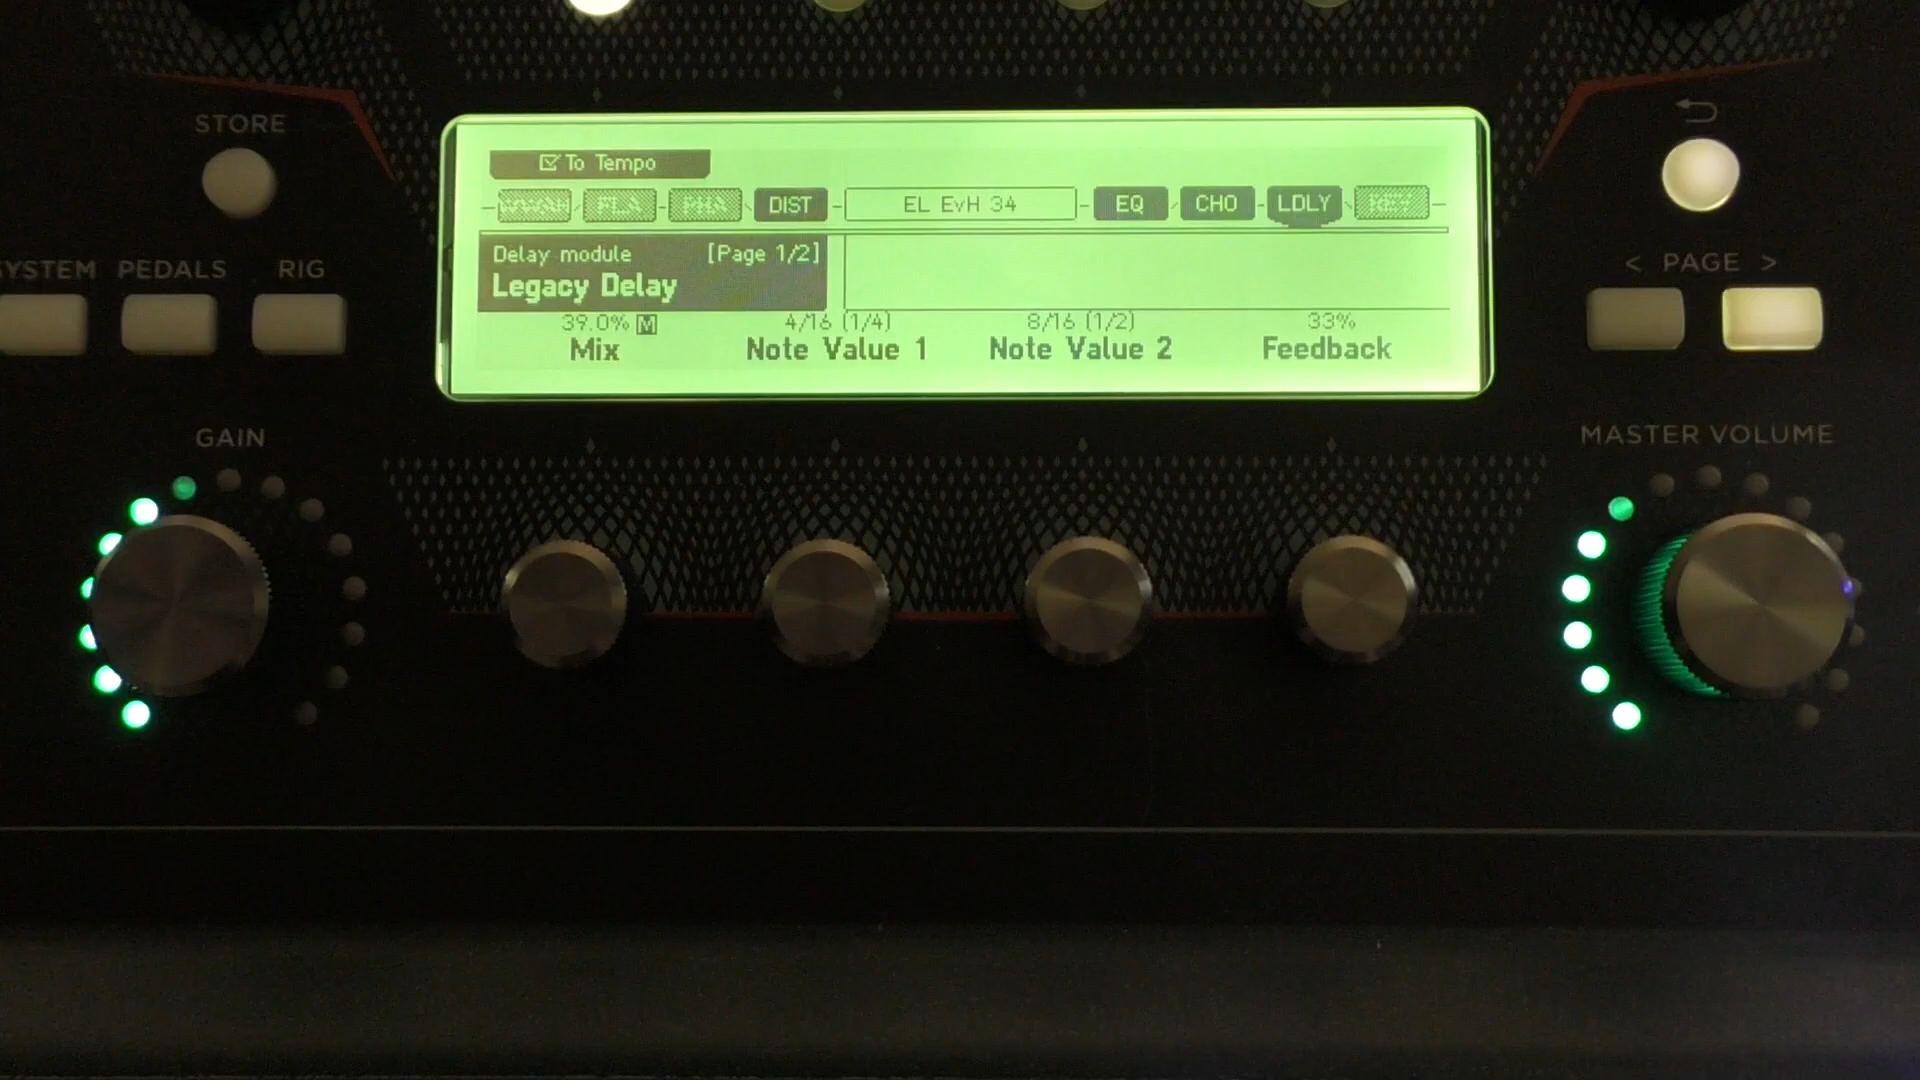 STORE
To Tempo
PHA DIST EL EvH 34 EQ CHO LDLY
Delay module [Page 1/2]
Legacy Delay
39.0% M 4/16 (1/4) 8/16 (1/2) 33%
Mix Note Value 1 Note Value 2 Feedback
SYSTEM PEDALS RIG
< PAGE >
GAIN
MASTER VOLUME